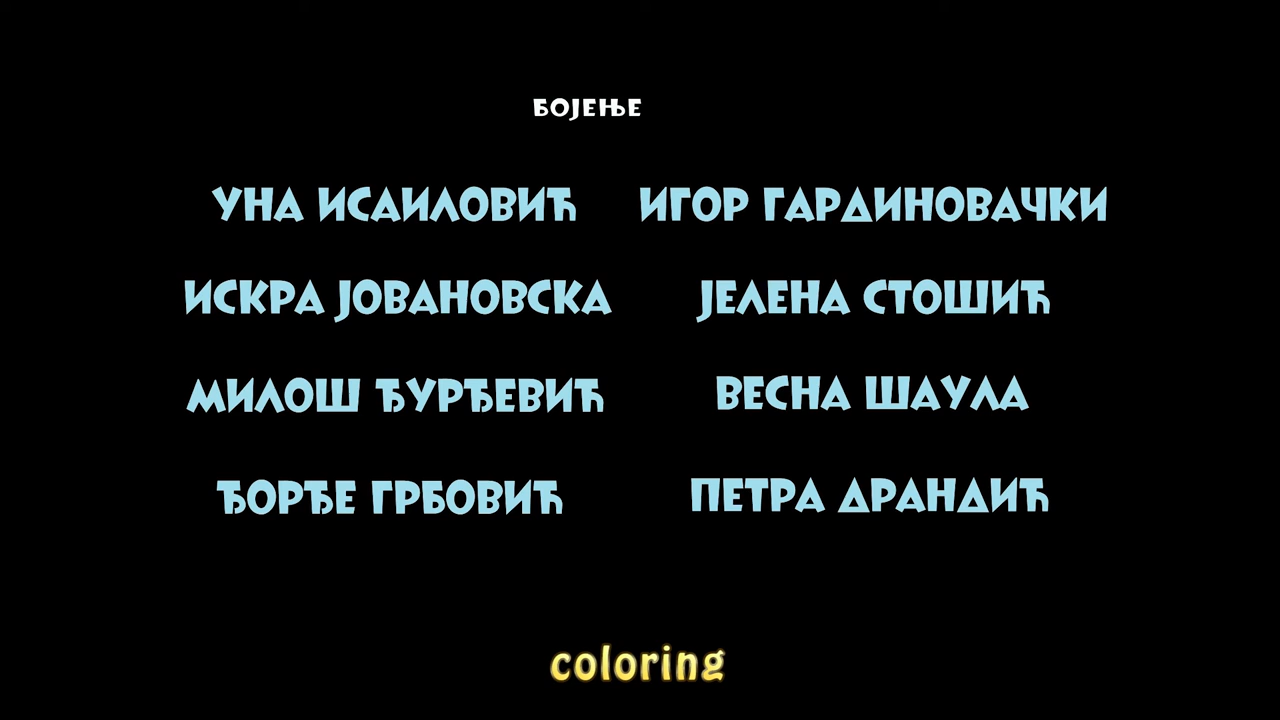 БОЈЕЊЕ
УНА ИСАИЛОВИЋ ИГОР ГАРДИНОВАЧКИ
ИСКРА ЈОВАНОВСКА ЈЕЛЕНА СТОШИЋ
МИЛОШ ЂУРЂЕВИЋ ВЕСНА ШАУЛА
ЂОРЂЕ ГРБОВИЋ ПЕТРА ДРАНДИЋ
coloring